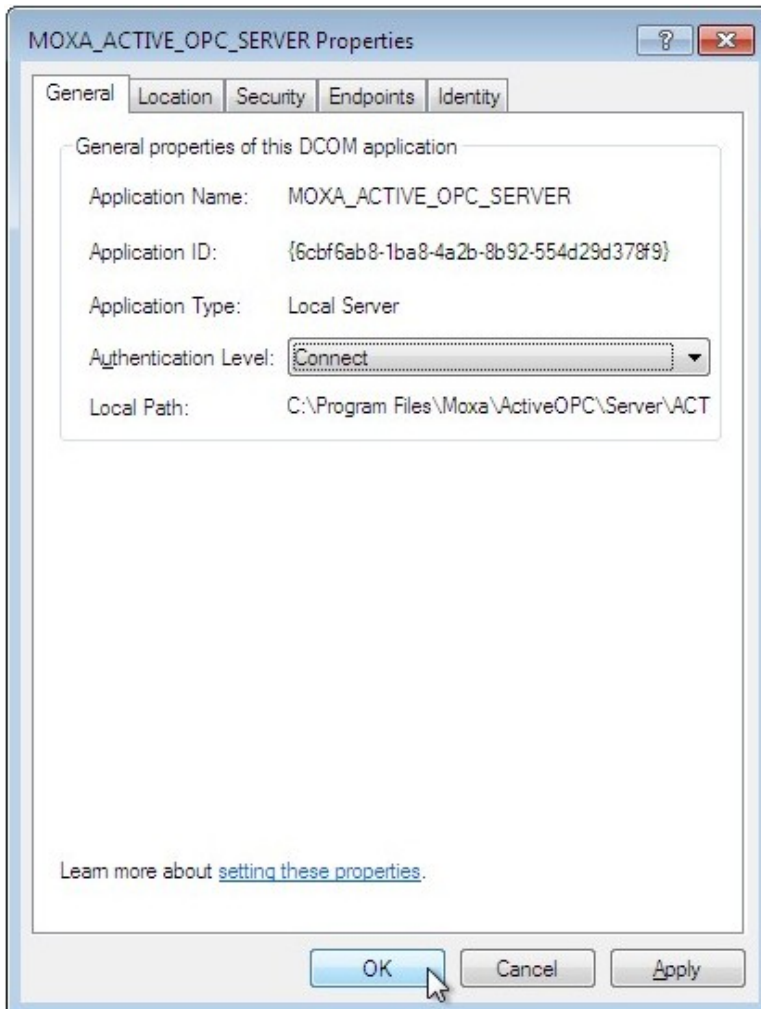 MOXA_ACTIVE_OPC_SERVER Properties
General Location Security Endpoints Identity
General properties of this DCOM application
Application Name: MOXA_ACTIVE_OPC_SERVER
Application ID: {6cbf6ab8-1ba8-4a2b-8b92-554d29d378f9}
Application Type: Local Server
Authentication Level: Connect
Local Path: C:\Program Files\Moxa\ActiveOPC\Server\ACT
Learn more about setting these properties.
OK Cancel Apply